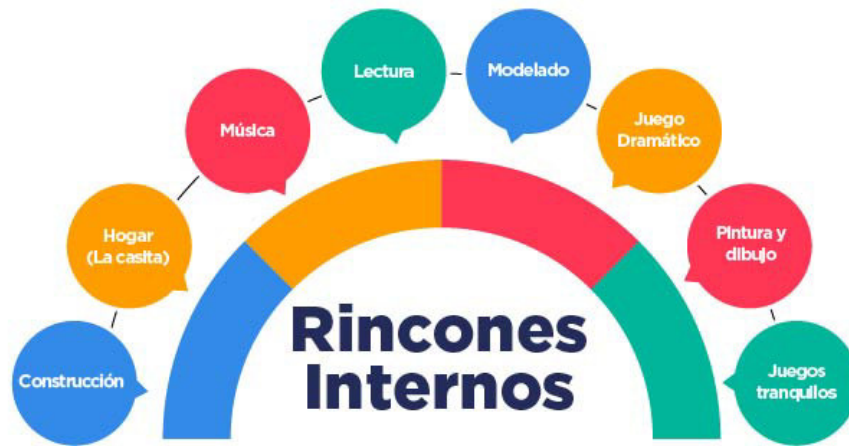 Construcción
Hogar
(La casita)
Música
Lectura
Modelado
Juego
Dramático
Pintura y
dibujo
Juegos
tranquilos
Rincones
Internos